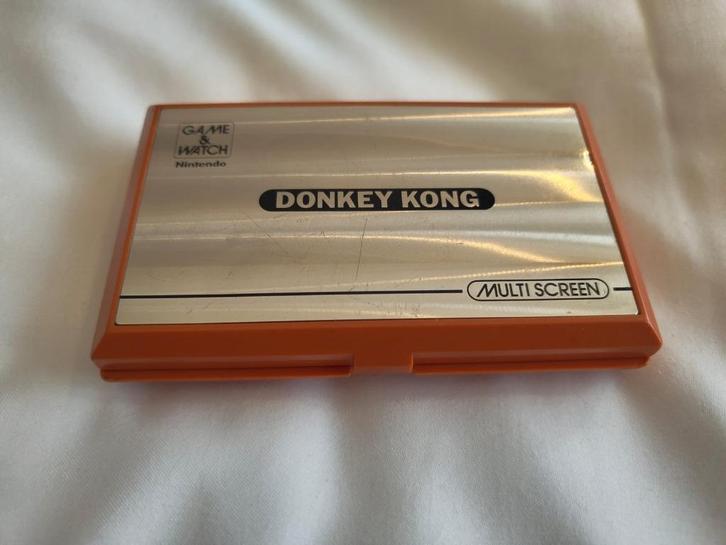 GAME
&
WATCH
Nintendo
DONKEY KONG
MULTI SCREEN